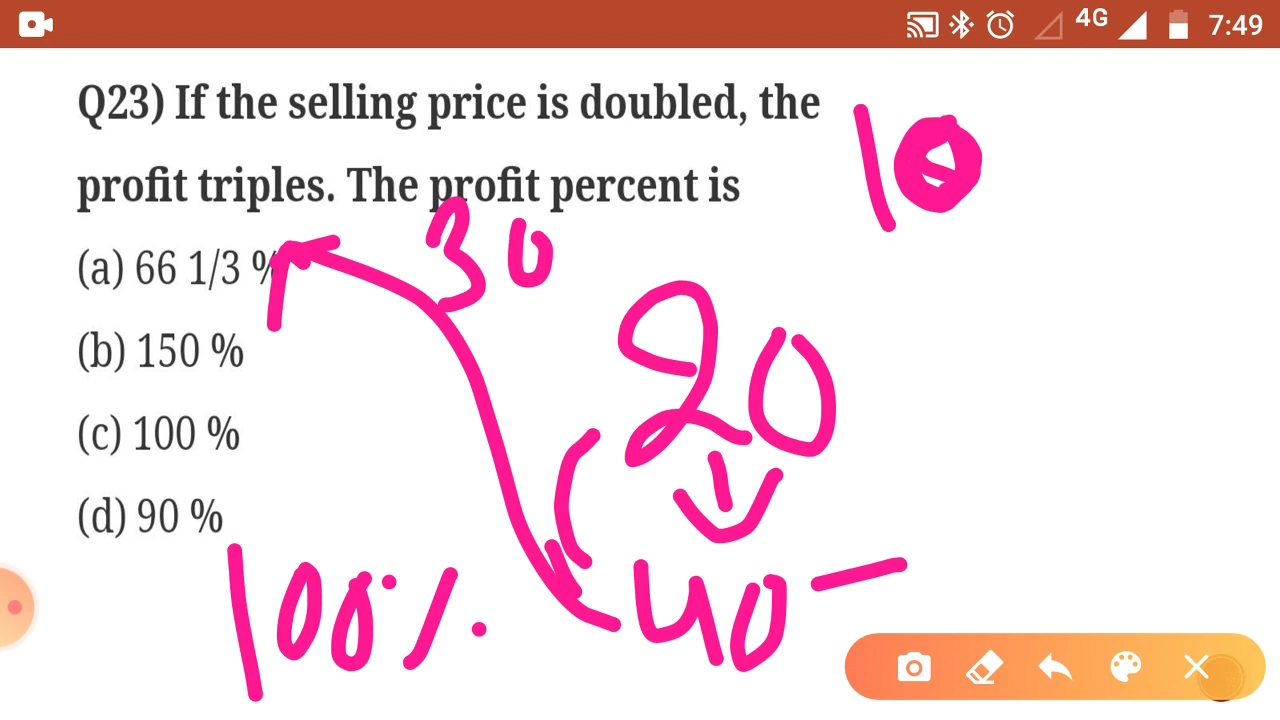 4G 7:49
Q23) If the selling price is doubled, the
profit triples. The profit percent is
10
30
(a) 66 1/3 %
20
(b) 150 %
(c) 100 %
(d) 90 %
40 -
100%.